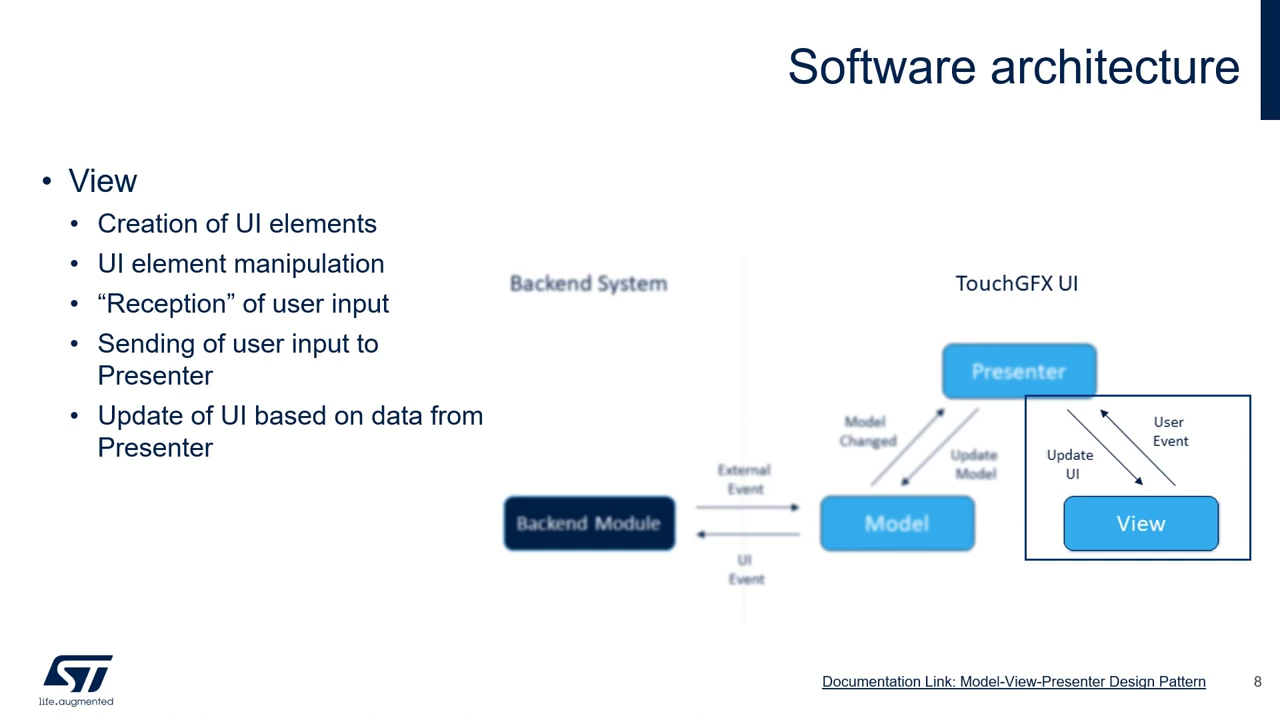 Software architecture
• View
• Creation of UI elements
• UI element manipulation
• “Reception” of user input
• Sending of user input to
Presenter
• Update of UI based on data from
Presenter
Backend System
TouchGFX UI
Presenter
Model
Changed
Update
Model
Update
UI
User
Event
External
Event
Backend Module
Model
View
UI
Event
ST
life.augmented
Documentation Link: Model-View-Presenter Design Pattern
8